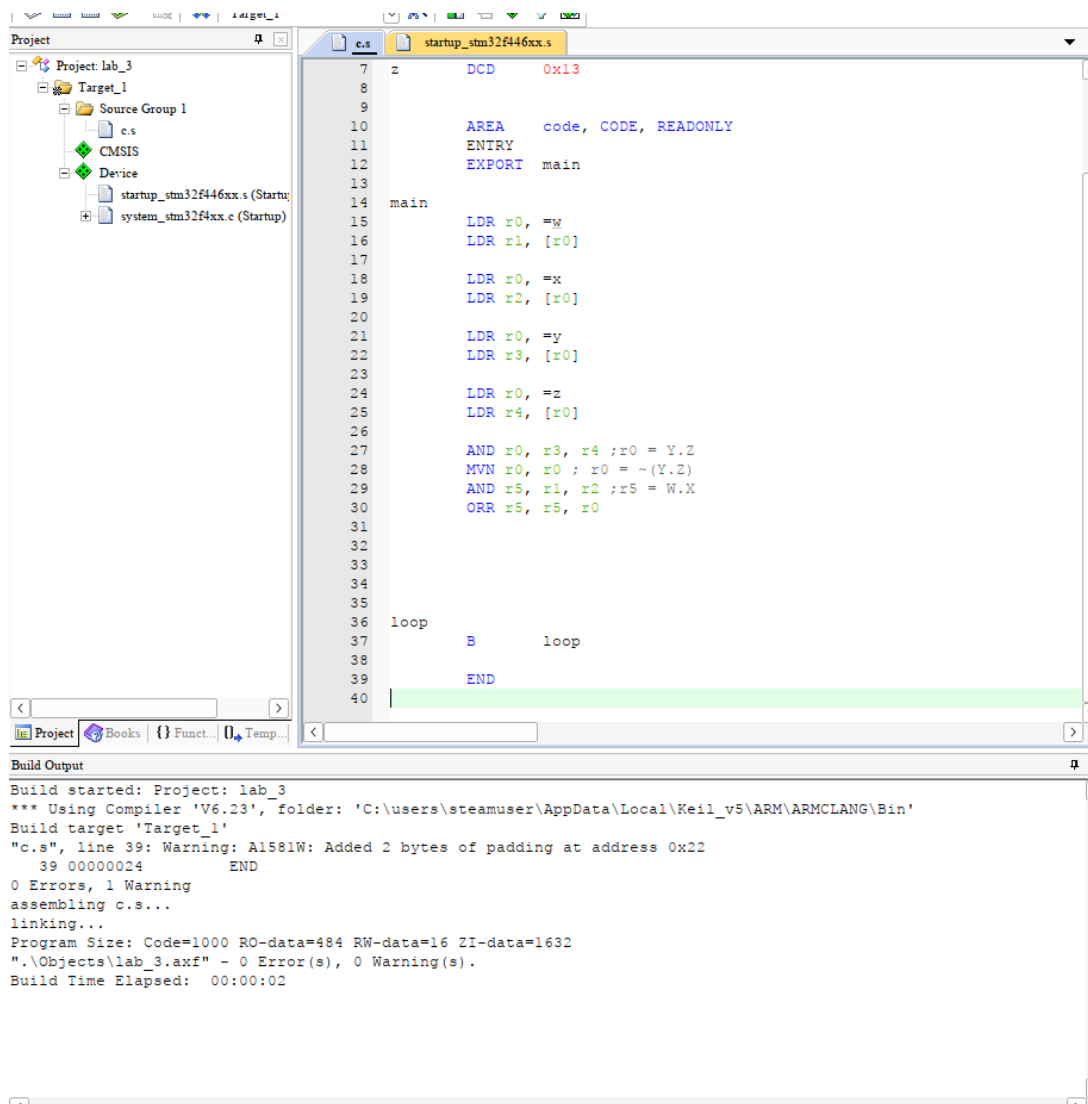 Target_1
Project
c.s
startup_stm32f446xx.s
Project: lab_3
Target_1
Source Group 1
c.s
CMSIS
Device
startup_stm32f446xx.s (Startu
system_stm32f4xx.c (Startup)
7 z DCD 0x13
8
9
10 AREA code, CODE, READONLY
11 ENTRY
12 EXPORT main
13
14 main
15 LDR r0, =w
16 LDR r1, [r0]
17
18 LDR r0, =x
19 LDR r2, [r0]
20
21 LDR r0, =y
22 LDR r3, [r0]
23
24 LDR r0, =z
25 LDR r4, [r0]
26
27 AND r0, r3, r4 ;r0 = Y.Z
28 MVN r0, r0 ; r0 = ~(Y.Z)
29 AND r5, r1, r2 ;r5 = W.X
30 ORR r5, r5, r0
31
32
33
34
35
36 loop
37 B loop
38
39 END
40
Project
Books
{} Funct...
Temp...
Build Output
Build started: Project: lab_3
*** Using Compiler 'V6.23', folder: 'C:\users\steamuser\AppData\Local\Keil_v5\ARM\ARMCLANG\Bin'
Build target 'Target_1'
"c.s", line 39: Warning: A1581W: Added 2 bytes of padding at address 0x22
39 00000024 END
0 Errors, 1 Warning
assembling c.s...
linking...
Program Size: Code=1000 RO-data=484 RW-data=16 ZI-data=1632
".\Objects\lab_3.axf" - 0 Error(s), 0 Warning(s).
Build Time Elapsed: 00:00:02